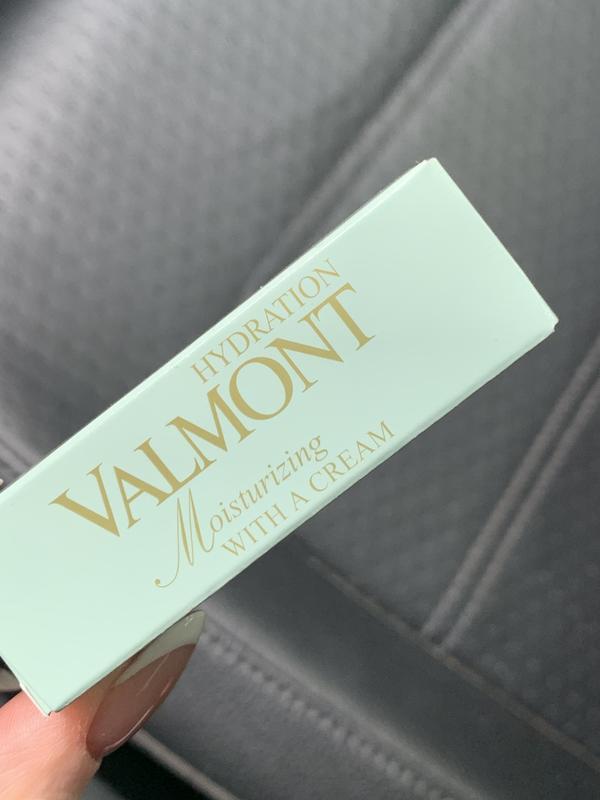 HYDRATION
VALMONT
Moisturizing
WITH A CREAM